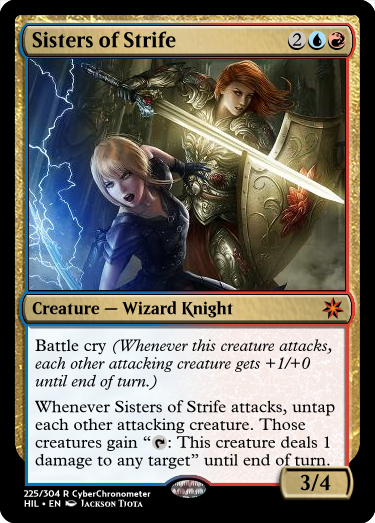 Sisters of Strife 2
Creature — Wizard Knight
Battle cry (Whenever this creature attacks,
each other attacking creature gets +1/+0
until end of turn.)
Whenever Sisters of Strife attacks, untap
each other attacking creature. Those
creatures gain “: This creature deals 1
damage to any target” until end of turn.
3/4
225/304 R CyberChronometer
HIL • EN Jackson Tjota